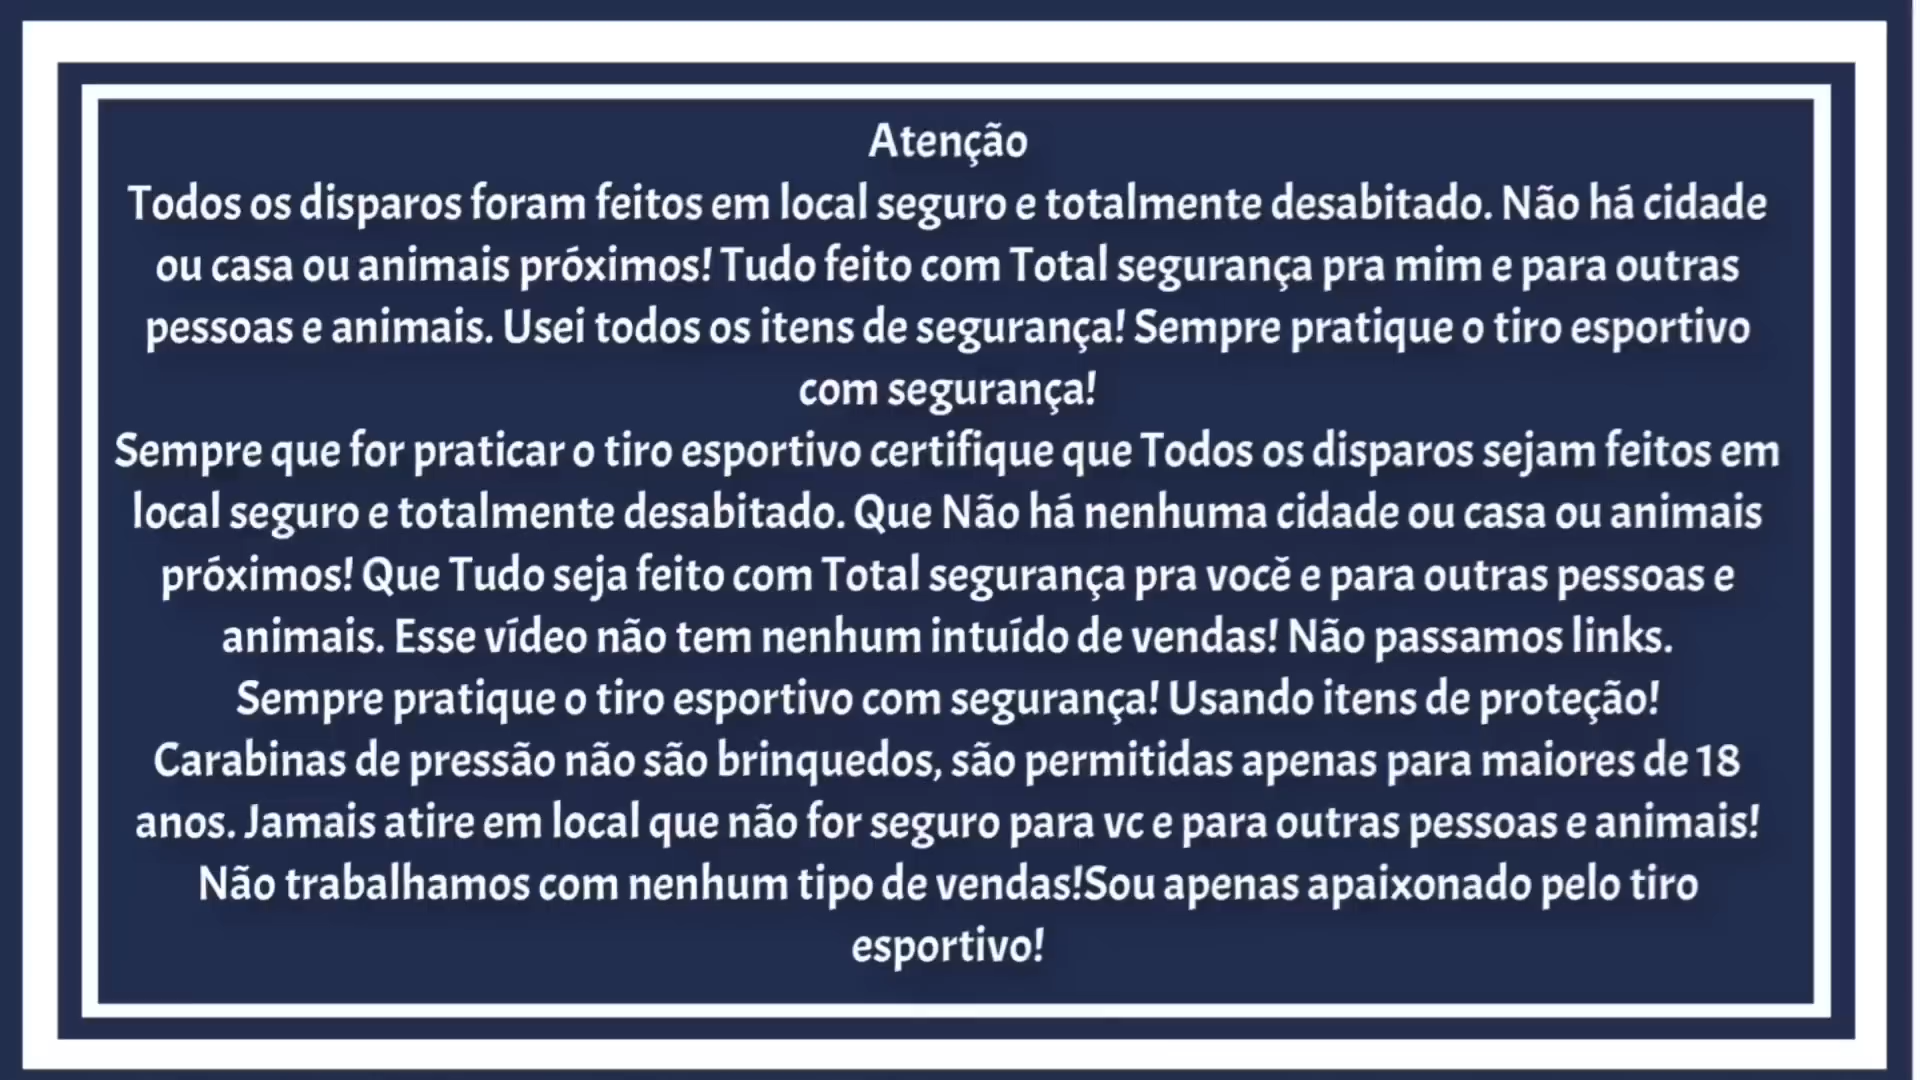 Atenção
Todos os disparos foram feitos em local seguro e totalmente desabitado. Não há cidade
ou casa ou animais próximos! Tudo feito com Total segurança pra mim e para outras
pessoas e animais. Usei todos os itens de segurança! Sempre pratique o tiro esportivo
com segurança!
Sempre que for praticar o tiro esportivo certifique que Todos os disparos sejam feitos em
local seguro e totalmente desabitado. Que Não há nenhuma cidade ou casa ou animais
próximos! Que Tudo seja feito com Total segurança pra você e para outras pessoas e
animais. Esse vídeo não tem nenhum intuído de vendas! Não passamos links.
Sempre pratique o tiro esportivo com segurança! Usando itens de proteção!
Carabinas de pressão não são brinquedos, são permitidas apenas para maiores de 18
anos. Jamais atire em local que não for seguro para vc e para outras pessoas e animais!
Não trabalhamos com nenhum tipo de vendas!Sou apenas apaixonado pelo tiro
esportivo!